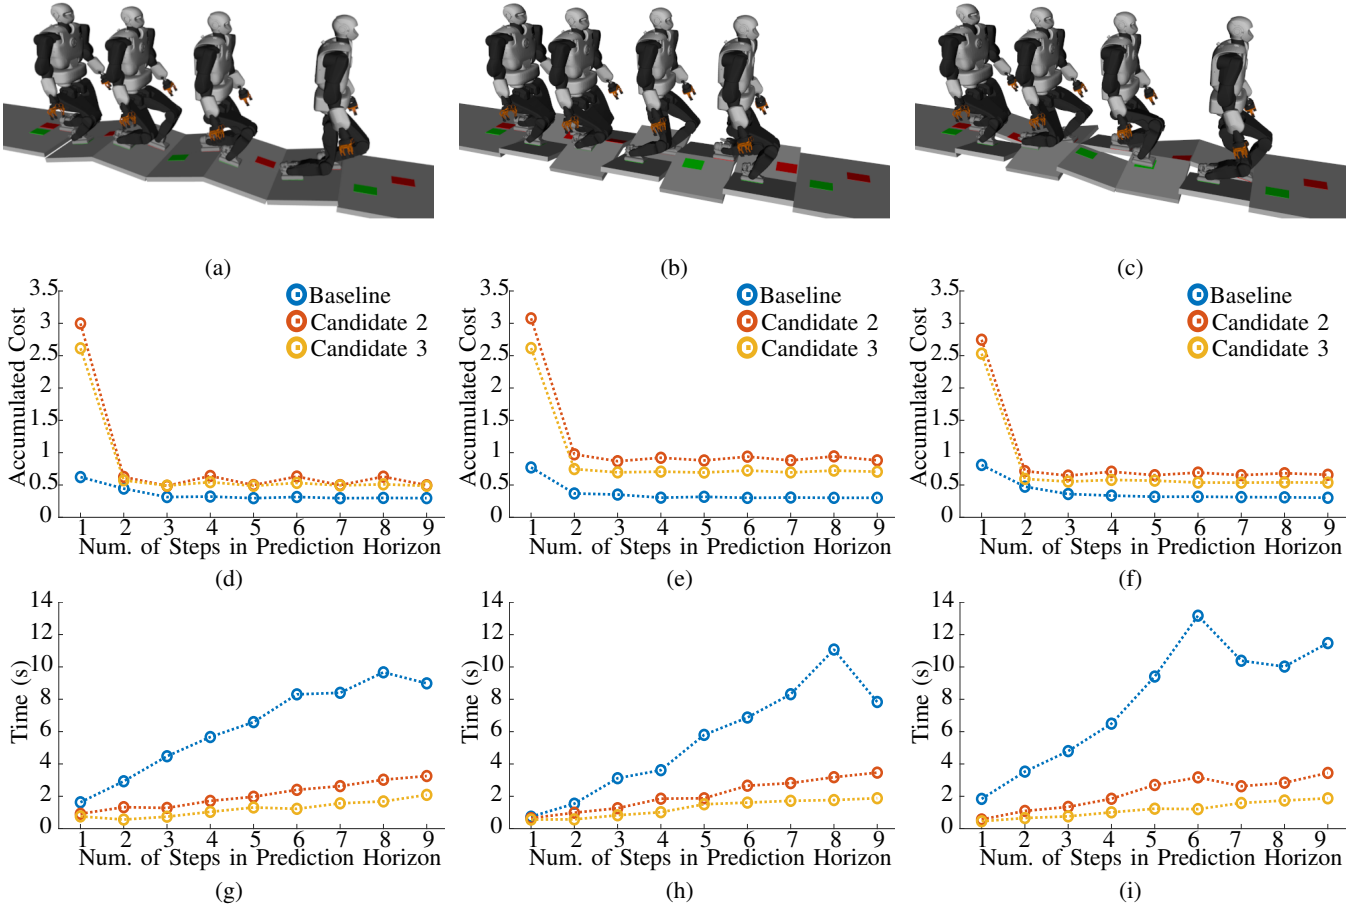 (a)
(b)
(c)
Accumulated Cost
3.5
3
2.5
2
1.5
1
0.5
0
Baseline
Candidate 2
Candidate 3
1 2 3 4 5 6 7 8 9
Num. of Steps in Prediction Horizon
(d)
Accumulated Cost
3.5
3
2.5
2
1.5
1
0.5
0
Baseline
Candidate 2
Candidate 3
1 2 3 4 5 6 7 8 9
Num. of Steps in Prediction Horizon
(e)
Accumulated Cost
3.5
3
2.5
2
1.5
1
0.5
0
Baseline
Candidate 2
Candidate 3
1 2 3 4 5 6 7 8 9
Num. of Steps in Prediction Horizon
(f)
Time (s)
14
12
10
8
6
4
2
0
1 2 3 4 5 6 7 8 9
Num. of Steps in Prediction Horizon
(g)
Time (s)
14
12
10
8
6
4
2
0
1 2 3 4 5 6 7 8 9
Num. of Steps in Prediction Horizon
(h)
Time (s)
14
12
10
8
6
4
2
0
1 2 3 4 5 6 7 8 9
Num. of Steps in Prediction Horizon
(i)